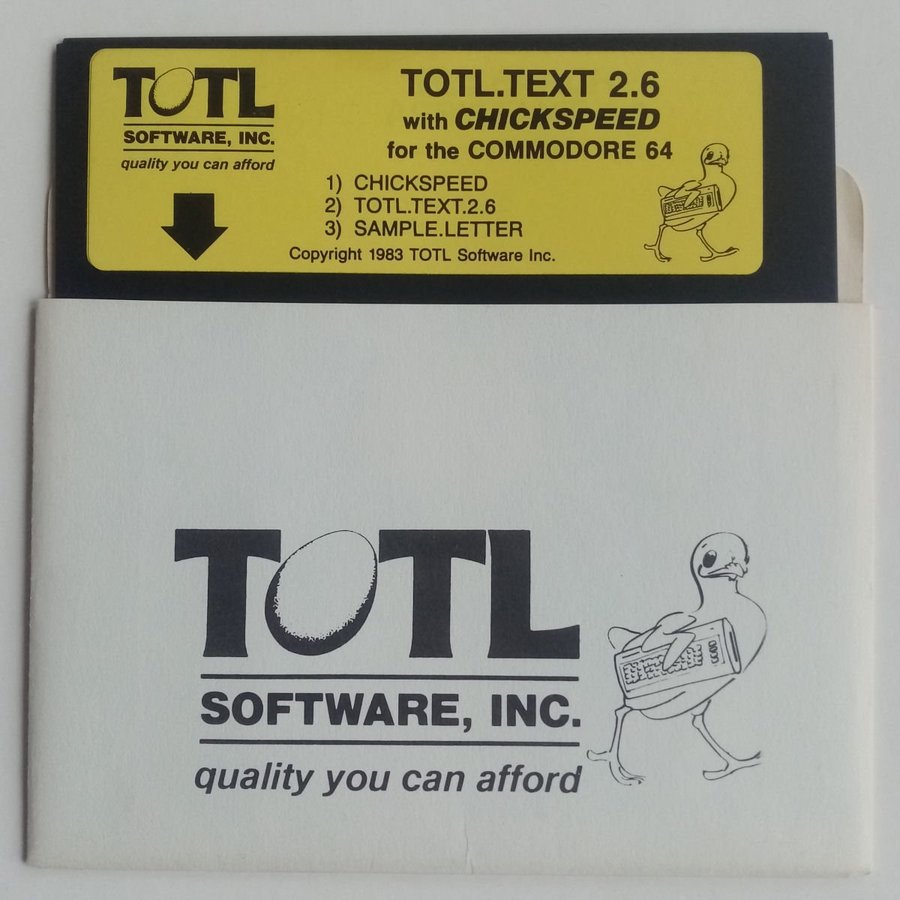 TOTL
SOFTWARE, INC.
quality you can afford
TOTL.TEXT 2.6
with CHICKSPEED
for the COMMODORE 64
1) CHICKSPEED
2) TOTL.TEXT.2.6
3) SAMPLE.LETTER
Copyright 1983 TOTL Software Inc.
TOTL
SOFTWARE, INC.
quality you can afford